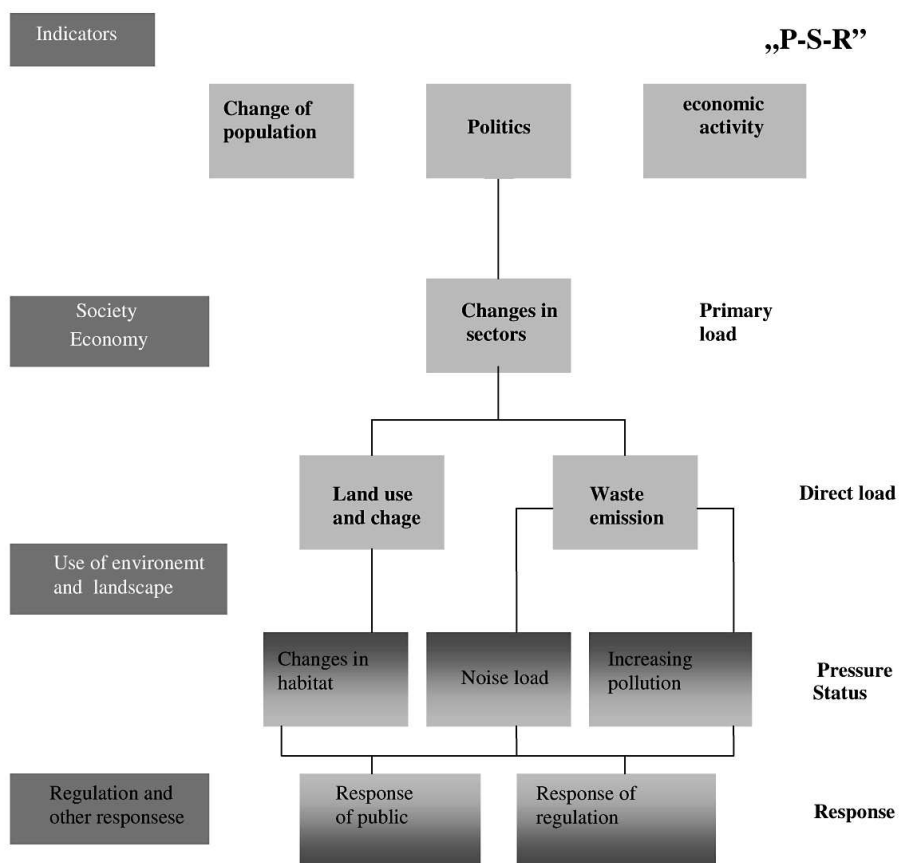 Indicators
„P-S-R”
Change of
population
Politics
economic
activity
Society
Economy
Changes in
sectors
Primary
load
Land use
and chage
Waste
emission
Direct load
Use of environemt
and landscape
Changes in
habitat
Noise load
Increasing
pollution
Pressure
Status
Regulation and
other responsese
Response
of public
Response of
regulation
Response